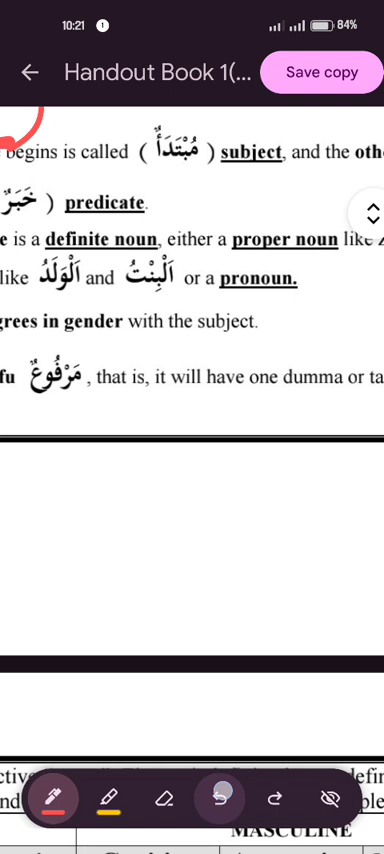 10:21 1 84%
Handout Book 1(... Save copy
begins is called ( مُبْتَدَأٌ ) subject, and the oth
خَبَرٌ ) predicate.
e is a definite noun, either a proper noun like
like اَلْوَلَدُ and اَلْبِنْتُ or a pronoun.
grees in gender with the subject.
fu مَرْفُوعٌ , that is, it will have one dumma or ta
MASCULINE